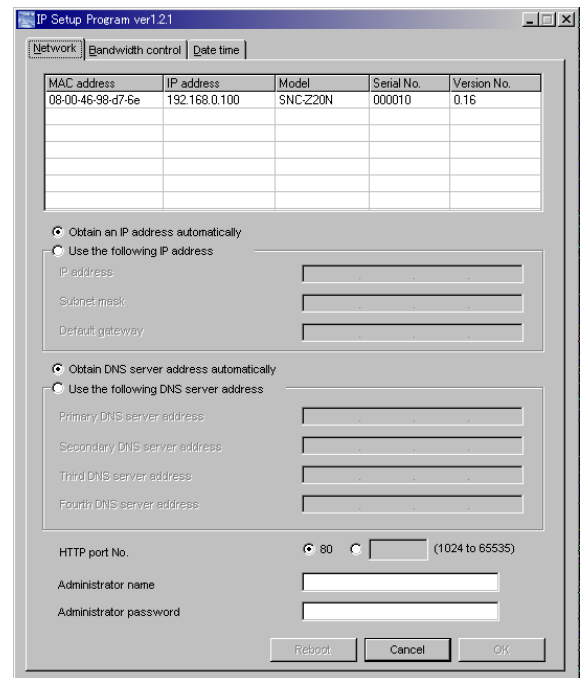 IP Setup Program ver1.2.1
Network Bandwidth control Date time
MAC address IP address Model Serial No. Version No.
08-00-46-98-d7-6e 192.168.0.100 SNC-Z20N 000010 0.16
Obtain an IP address automatically
Use the following IP address
IP address
Subnet mask
Default gateway
Obtain DNS server address automatically
Use the following DNS server address
Primary DNS server address
Secondary DNS server address
Third DNS server address
Fourth DNS server address
HTTP port No. 80 (1024 to 65535)
Administrator name
Administrator password
Reboot Cancel OK